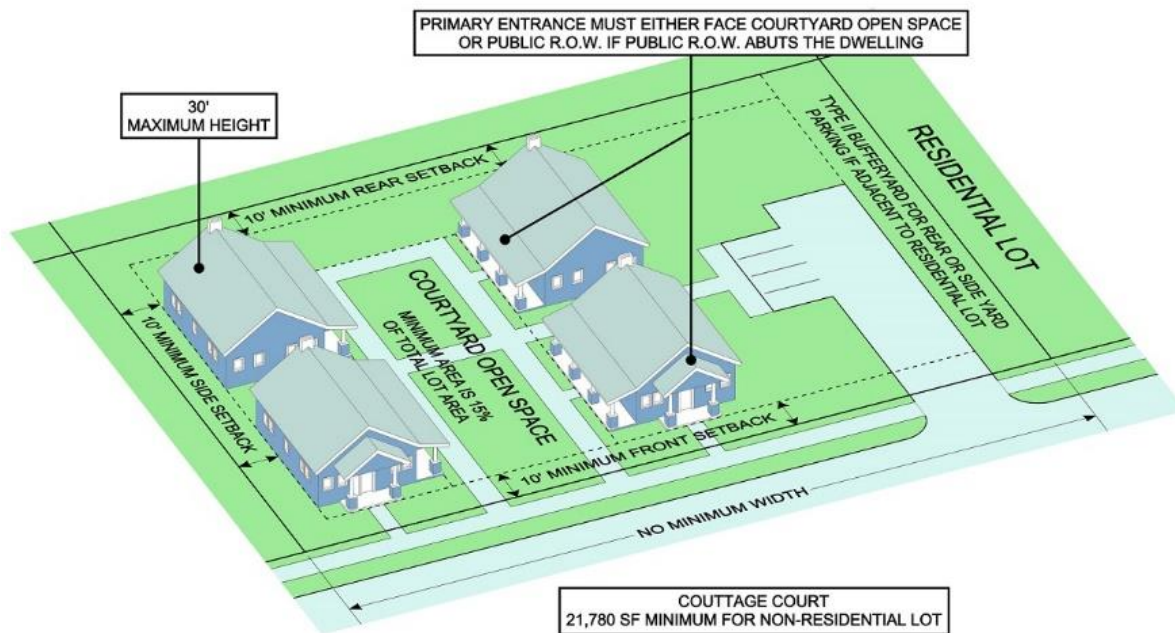 PRIMARY ENTRANCE MUST EITHER FACE COURTYARD OPEN SPACE
OR PUBLIC R.O.W. IF PUBLIC R.O.W. ABUTS THE DWELLING
30'
MAXIMUM HEIGHT
10' MINIMUM REAR SETBACK
TYPE II BUFFERYARD FOR REAR OR SIDE YARD
PARKING IF ADJACENT TO RESIDENTIAL LOT
RESIDENTIAL LOT
COURTYARD OPEN SPACE
MINIMUM AREA IS 15%
OF TOTAL LOT AREA
10' MINIMUM SIDE SETBACK
10' MINIMUM FRONT SETBACK
NO MINIMUM WIDTH
COUTTAGE COURT
21,780 SF MINIMUM FOR NON-RESIDENTIAL LOT